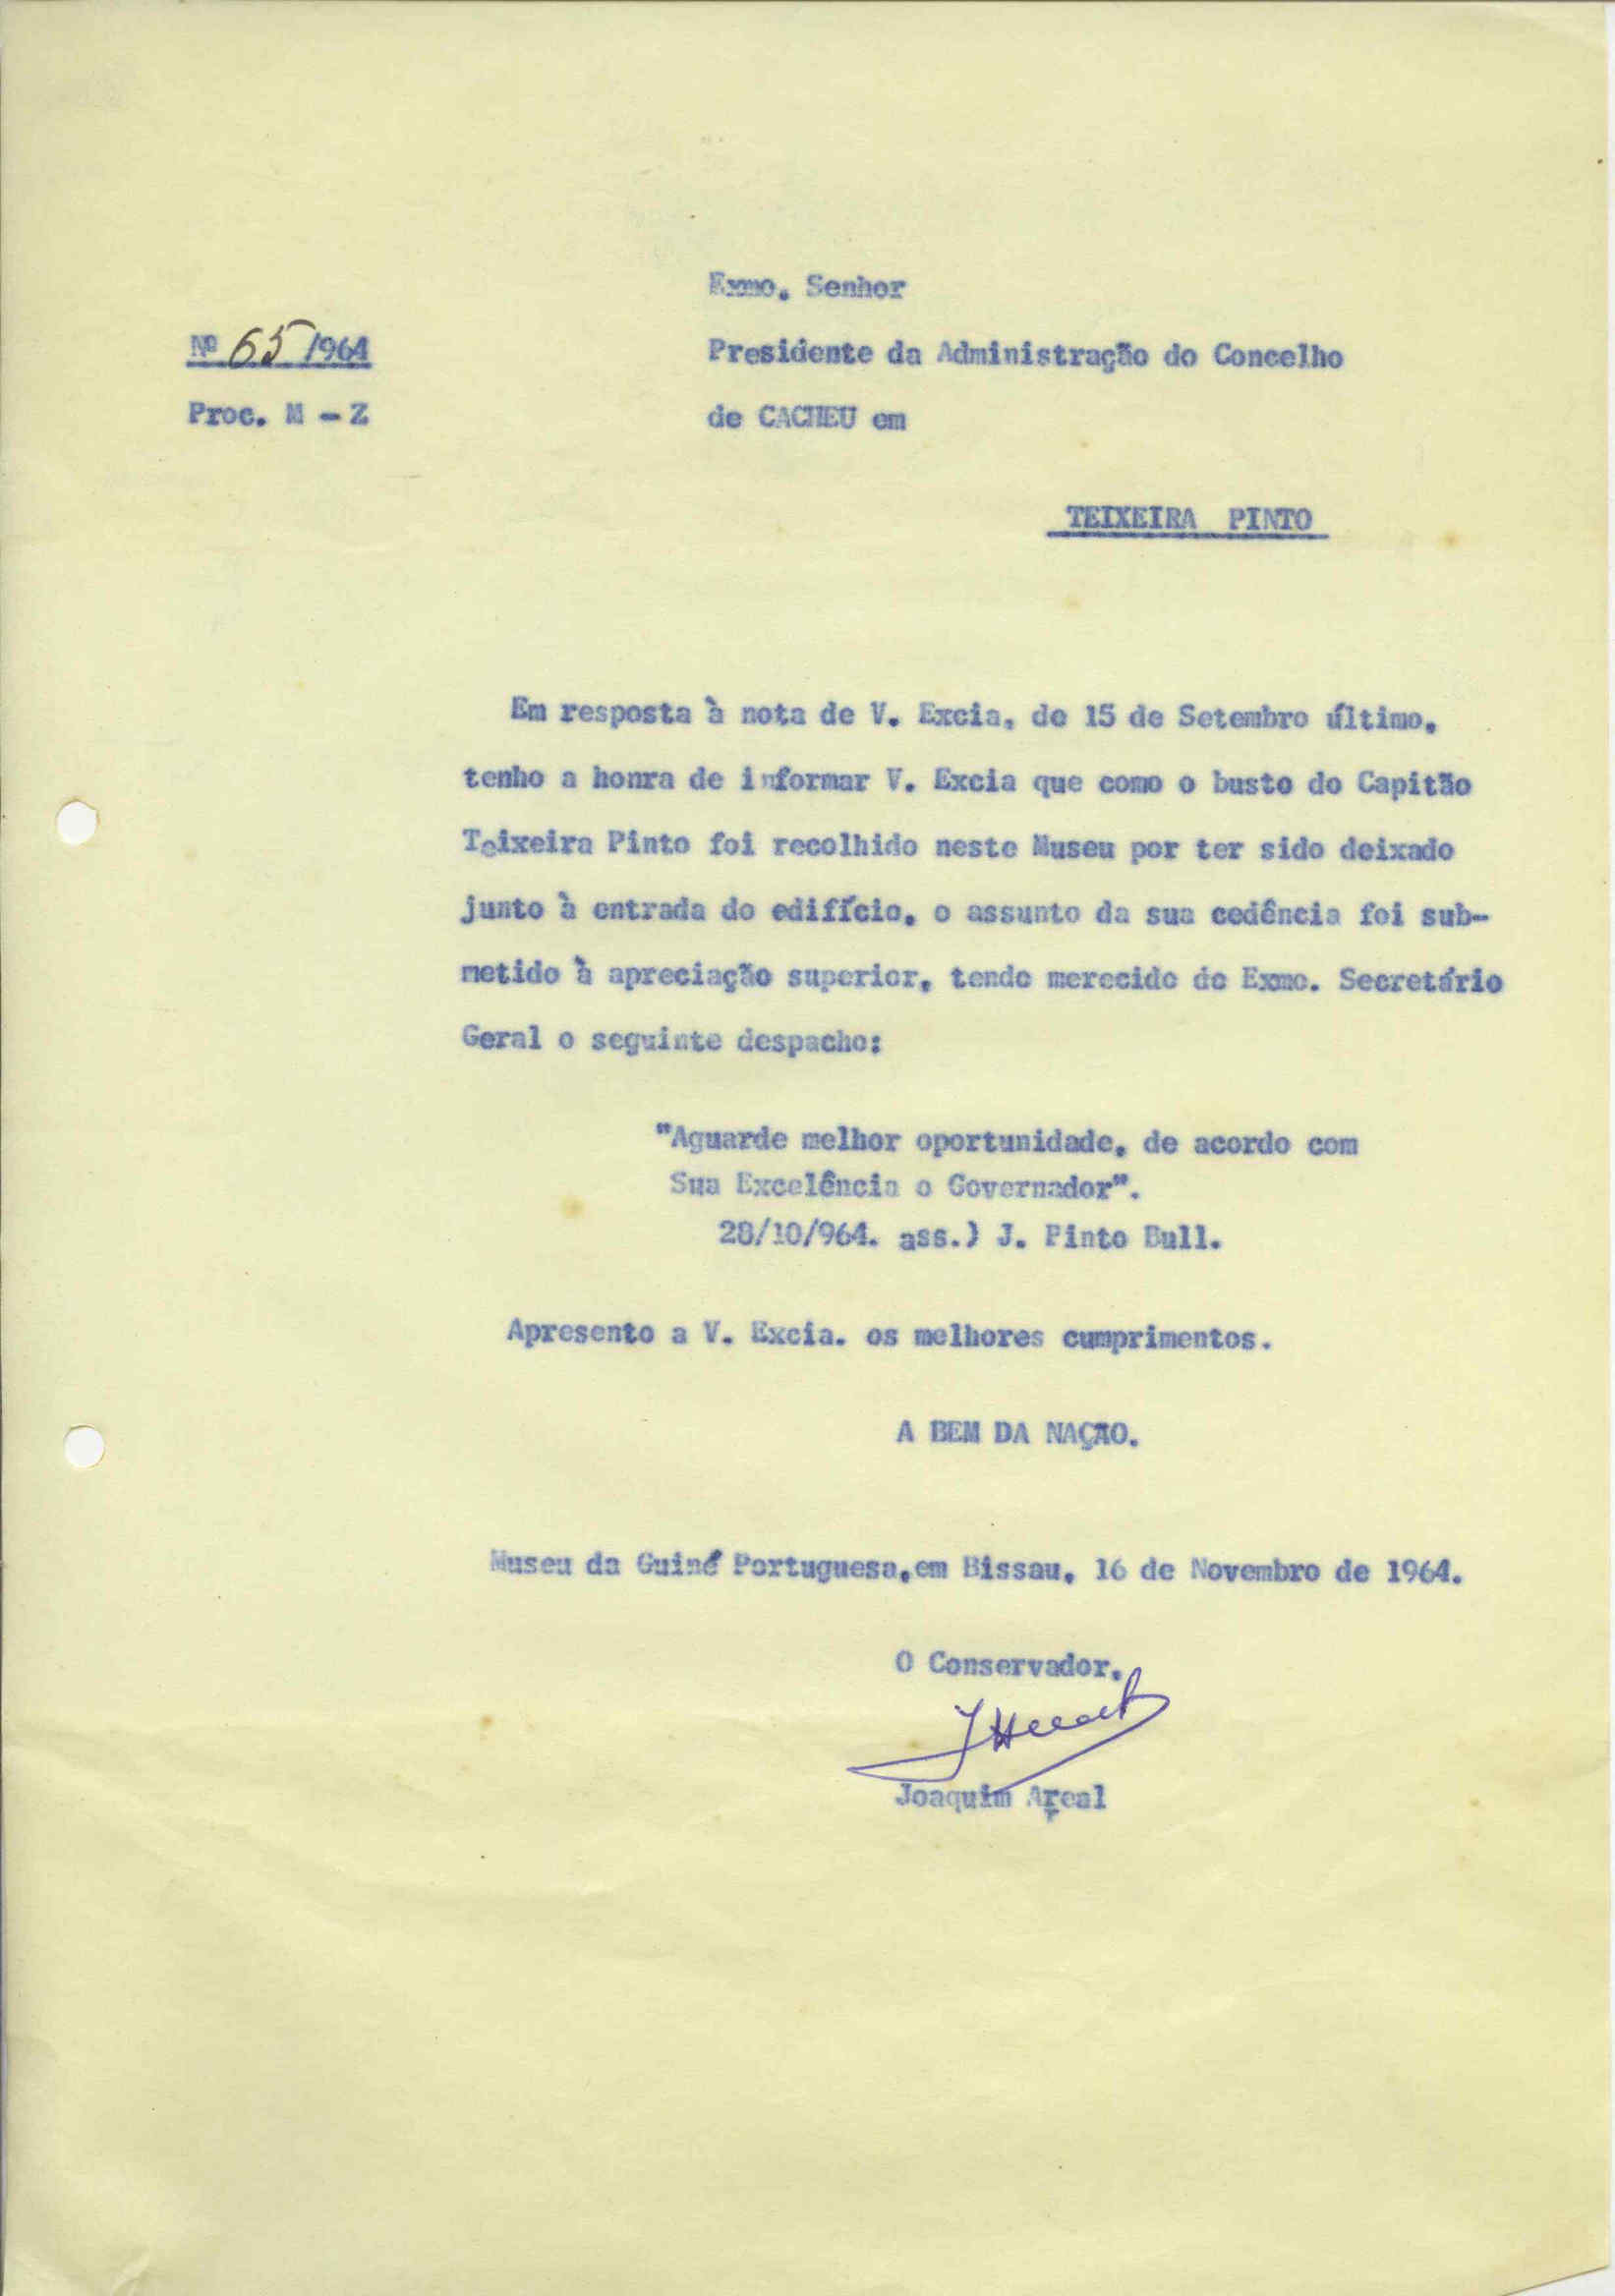 Exmo. Senhor
Nº 65/1964
Presidente da Administração do Concelho
Proc. M - Z
de CACHEU em
TEIXEIRA PINTO
Em resposta à nota de V. Excia, de 15 de Setembro último,
tenho a honra de informar V. Excia que como o busto do Capitão
Teixeira Pinto foi recolhido neste Museu por ter sido deixado
junto à entrada do edifício, o assunto da sua cedência foi sub-
metido à apreciação superior, tendo merecido do Exmo. Secretário
Geral o seguinte despacho:
"Aguarde melhor oportunidade, de acordo com
Sua Excelência o Governador".
28/10/964. ass.) J. Pinto Bull.
Apresento a V. Excia. os melhores cumprimentos.
A BEM DA NAÇÃO.
Museu da Guiné Portuguesa,em Bissau, 16 de Novembro de 1964.
O Conservador,
Joaquim Areal